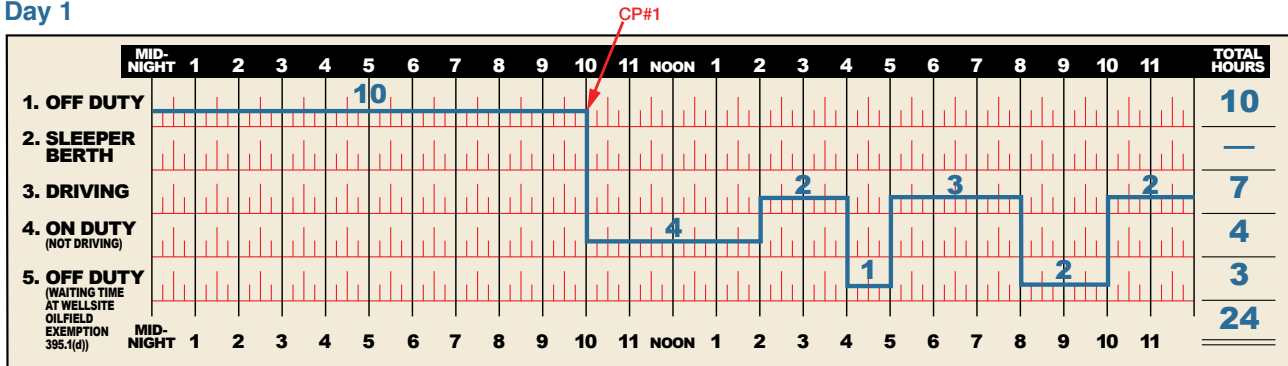 Day 1
CP#1
MID-NIGHT 1 2 3 4 5 6 7 8 9 10 11 NOON 1 2 3 4 5 6 7 8 9 10 11 TOTAL HOURS
1. OFF DUTY 10 10
2. SLEEPER BERTH —
3. DRIVING 2 3 2 7
4. ON DUTY 4 4
(NOT DRIVING)
5. OFF DUTY 1 2 3
(WAITING TIME
AT WELLSITE
OILFIELD
EXEMPTION
395.1(d)) 24
MID-NIGHT 1 2 3 4 5 6 7 8 9 10 11 NOON 1 2 3 4 5 6 7 8 9 10 11